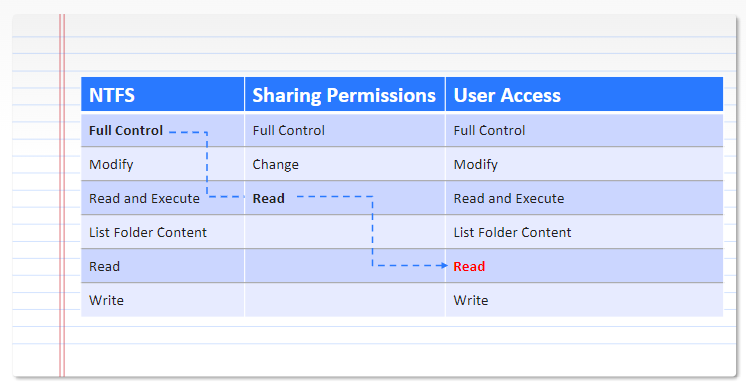 NTFS Sharing Permissions User Access
Full Control Full Control Full Control
Modify Change Modify
Read and Execute Read Read and Execute
List Folder Content List Folder Content
Read Read
Write Write